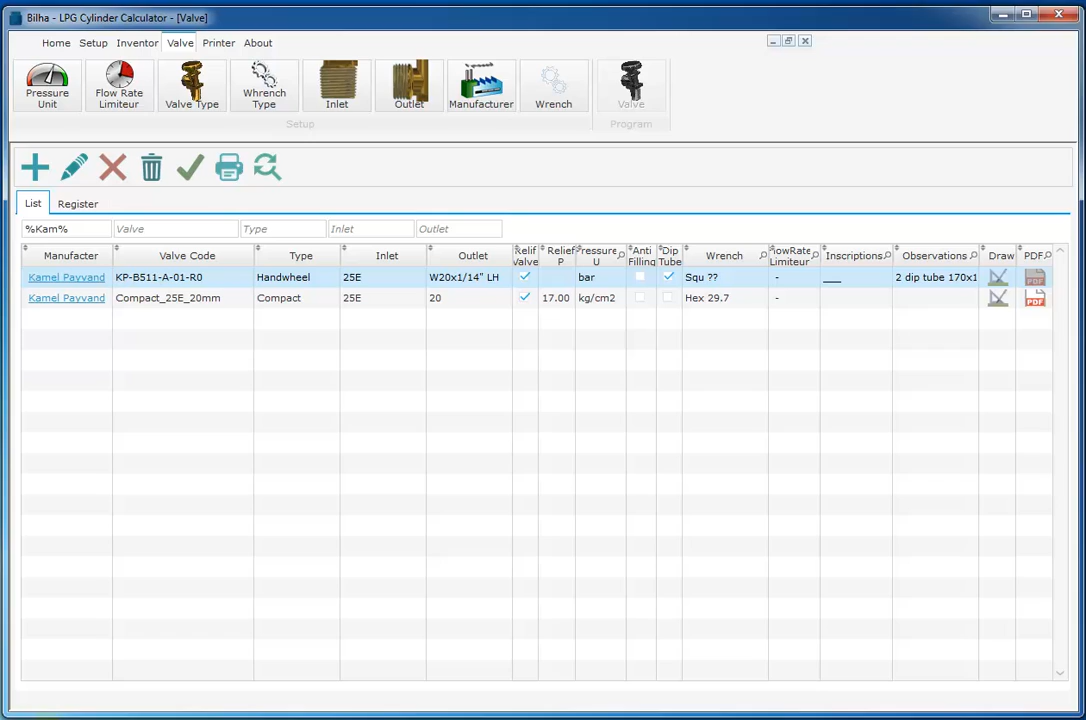 Bilha - LPG Cylinder Calculator - [Valve]
Home Setup Inventor Valve Printer About
Pressure Unit
Flow Rate Limiteur
Valve Type
Whrench Type
Inlet
Outlet
Manufacturer
Wrench
Valve
Setup Program
List Register
%Kam% Valve Type Inlet Outlet
Manufacter Valve Code Type Inlet Outlet Relif Valve Relief P Pressure U Anti Filling Dip Tube Wrench FlowRate Limiteur Inscriptions Observations Draw PDF
Kamel Payvand KP-B511-A-01-R0 Handwheel 25E W20x1/14" LH bar Squ ?? - ___ 2 dip tube 170x1 PDF
Kamel Payvand Compact_25E_20mm Compact 25E 20 17.00 kg/cm2 Hex 29.7 - PDF